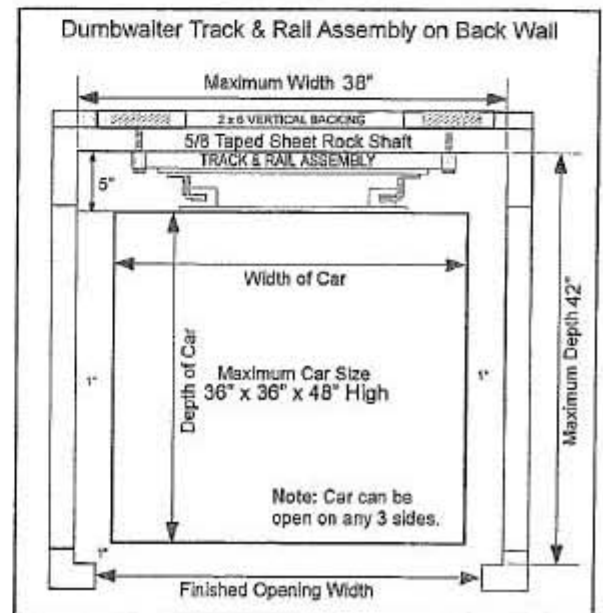 Dumbwaiter Track & Rail Assembly on Back Wall
Maximum Width 38"
2 x 6 VERTICAL BACKING
5/8 Taped Sheet Rock Shaft
TRACK & RAIL ASSEMBLY
5"
Width of Car
Depth of Car
Maximum Depth 42"
1"
Maximum Car Size
36" x 36" x 48" High
1"
Note: Car can be
open on any 3 sides.
1"
Finished Opening Width